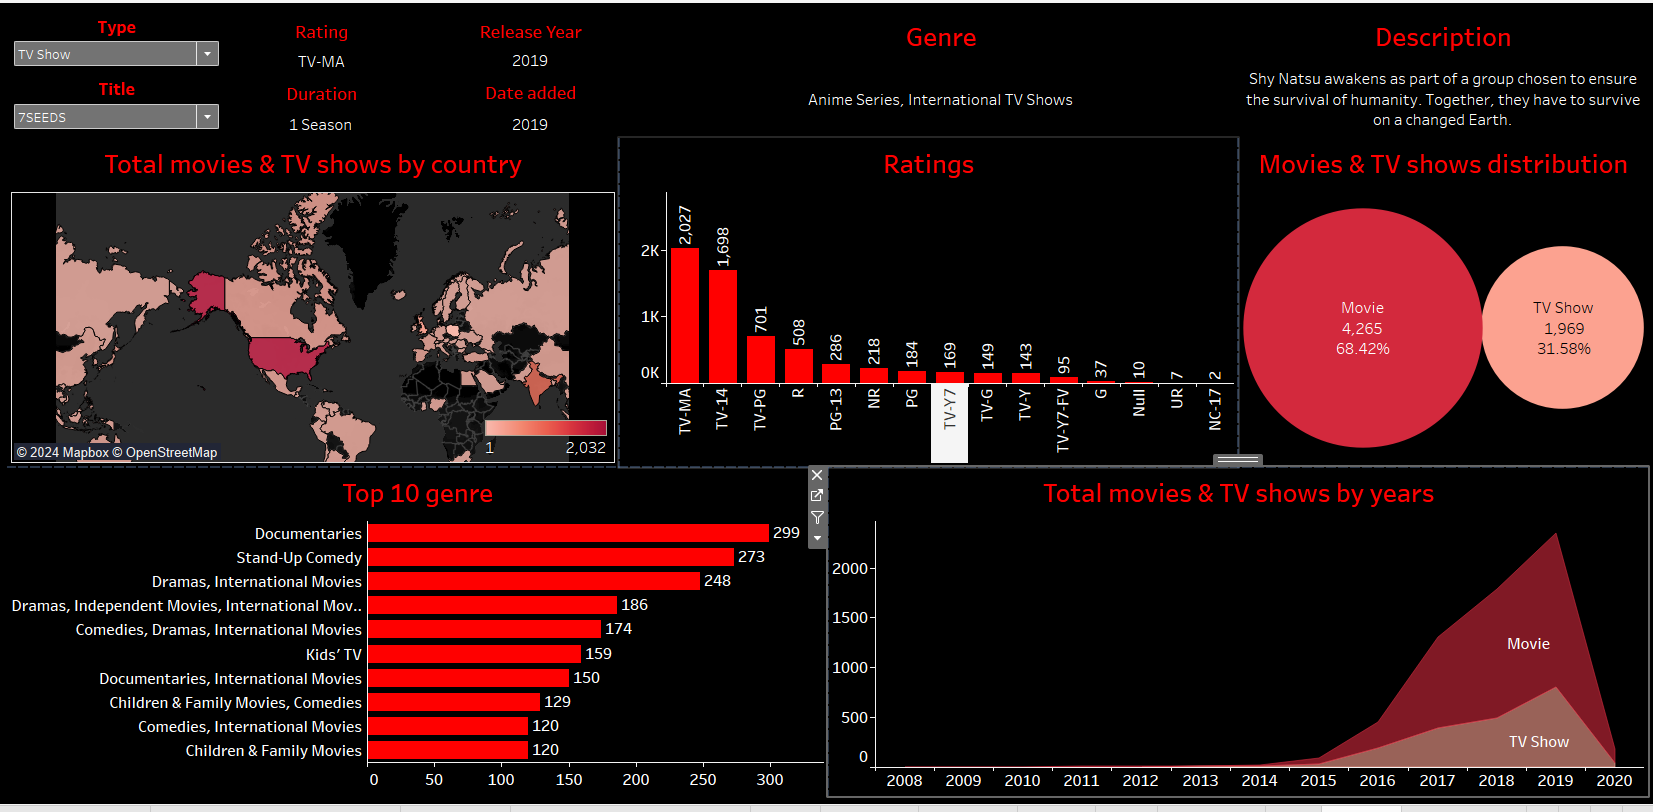 Type
TV Show
Title
7SEEDS
Rating
TV-MA
Duration
1 Season
Release Year
2019
Date added
2019
Genre
Anime Series, International TV Shows
Description
Shy Natsu awakens as part of a group chosen to ensure
the survival of humanity. Together, they have to survive
on a changed Earth.
Total movies & TV shows by country
1
2,032
© 2024 Mapbox © OpenStreetMap
Ratings
2K
1K
0K
2,027
1,698
701
508
286
218
184
169
149
143
95
37
10
7
2
TV-MA
TV-14
TV-PG
R
PG-13
NR
PG
TV-Y7
TV-G
TV-Y
TV-Y7-FV
G
Null
UR
NC-17
Movies & TV shows distribution
Movie
4,265
68.42%
TV Show
1,969
31.58%
Top 10 genre
Documentaries 299
Stand-Up Comedy 273
Dramas, International Movies 248
Dramas, Independent Movies, International Mov.. 186
Comedies, Dramas, International Movies 174
Kids’ TV 159
Documentaries, International Movies 150
Children & Family Movies, Comedies 129
Comedies, International Movies 120
Children & Family Movies 120
0 50 100 150 200 250 300
Total movies & TV shows by years
2000
1500
1000
500
0
Movie
TV Show
2008 2009 2010 2011 2012 2013 2014 2015 2016 2017 2018 2019 2020